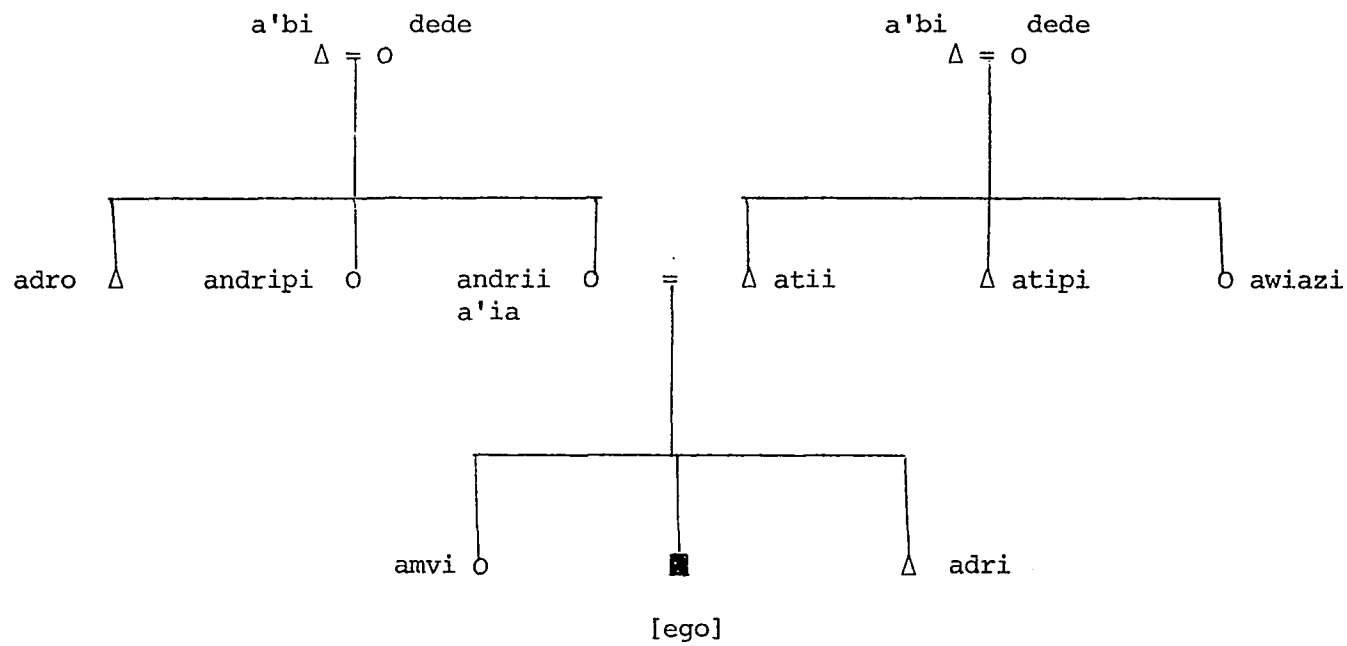 a'bi dede a'bi dede
Δ = O Δ = O
adro Δ andripi O andrii O = Δ atii Δ atipi O awiazi
a'ia
amvi O Δ adri
[ego]